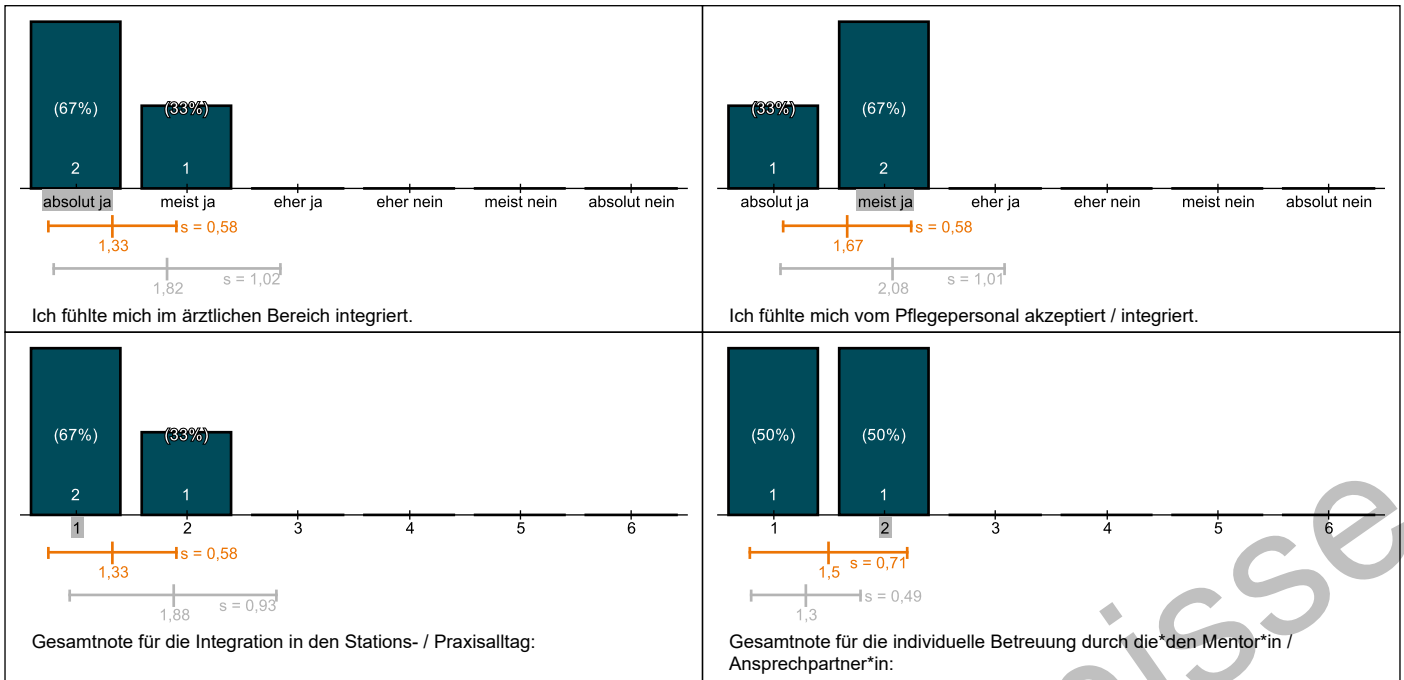 (67%)
(33%)
2
1
absolut ja meist ja eher ja eher nein meist nein absolut nein
s = 0,58
1,33
s = 1,02
1,82
Ich fühlte mich im ärztlichen Bereich integriert.
(33%)
(67%)
1
2
absolut ja meist ja eher ja eher nein meist nein absolut nein
s = 0,58
1,67
s = 1,01
2,08
Ich fühlte mich vom Pflegepersonal akzeptiert / integriert.
(67%)
(33%)
2
1
1 2 3 4 5 6
s = 0,58
1,33
s = 0,93
1,88
Gesamtnote für die Integration in den Stations- / Praxisalltag:
(50%)
(50%)
1
1
1 2 3 4 5 6
s = 0,71
1,5
s = 0,49
1,3
Gesamtnote für die individuelle Betreuung durch die*den Mentor*in /
Ansprechpartner*in:
isse